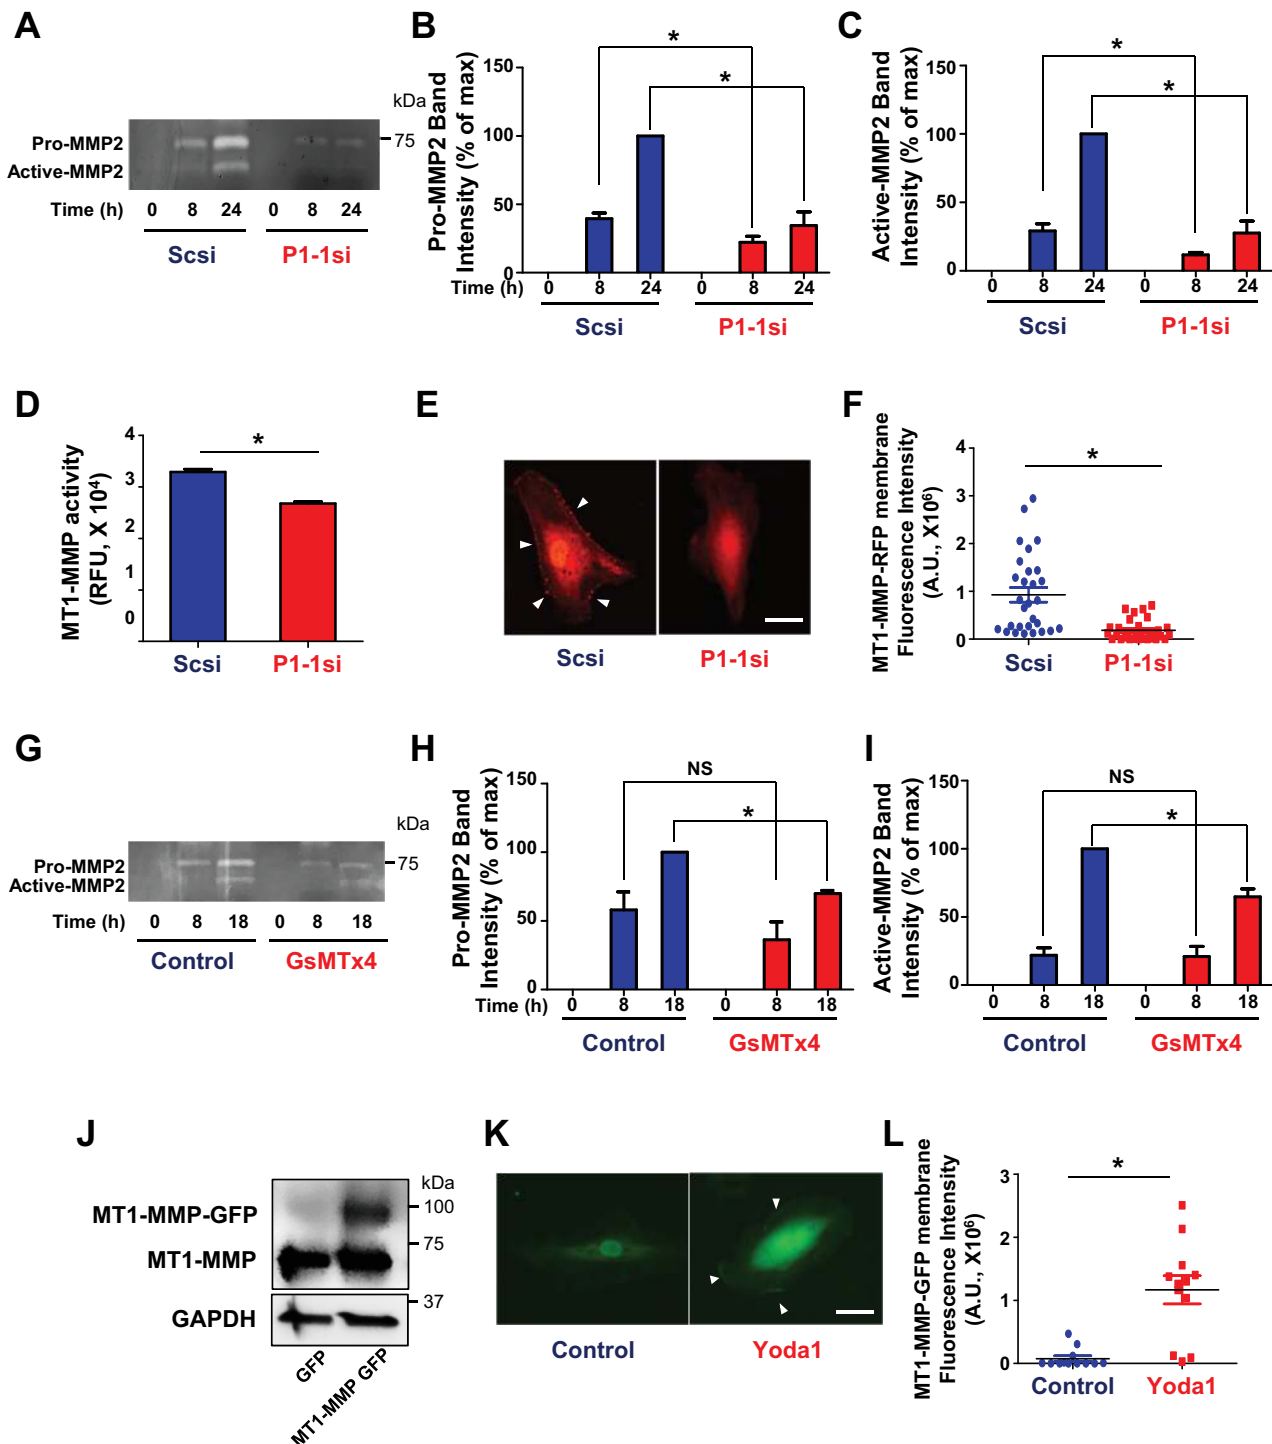 A
kDa
Pro-MMP2
75
Active-MMP2
Time (h) 0 8 24 0 8 24
Scsi P1-1si
B
Pro-MMP2 Band
Intensity (% of max)
150
100
50
0
*
*
Time (h) 0 8 24 0 8 24
Scsi P1-1si
C
Active-MMP2 Band
Intensity (% of max)
150
100
50
0
*
*
0 8 24 0 8 24
Scsi P1-1si
D
MT1-MMP activity
(RFU, X 10⁴)
4
3
2
1
0
*
Scsi P1-1si
E
Scsi P1-1si
F
MT1-MMP-RFP membrane
Fluorescence Intensity
(A.U., X10⁶)
4
3
2
1
0
*
Scsi P1-1si
G
kDa
Pro-MMP2
75
Active-MMP2
Time (h) 0 8 18 0 8 18
Control GsMTx4
H
Pro-MMP2 Band
Intensity (% of max)
150
100
50
0
NS
*
Time (h) 0 8 18 0 8 18
Control GsMTx4
I
Active-MMP2 Band
Intensity (% of max)
150
100
50
0
NS
*
0 8 18 0 8 18
Control GsMTx4
J
kDa
MT1-MMP-GFP
100
75
MT1-MMP
37
GAPDH
GFP
MT1-MMP GFP
K
Control Yoda1
L
MT1-MMP-GFP membrane
Fluorescence Intensity
(A.U., X10⁶)
3
2
1
0
*
Control Yoda1